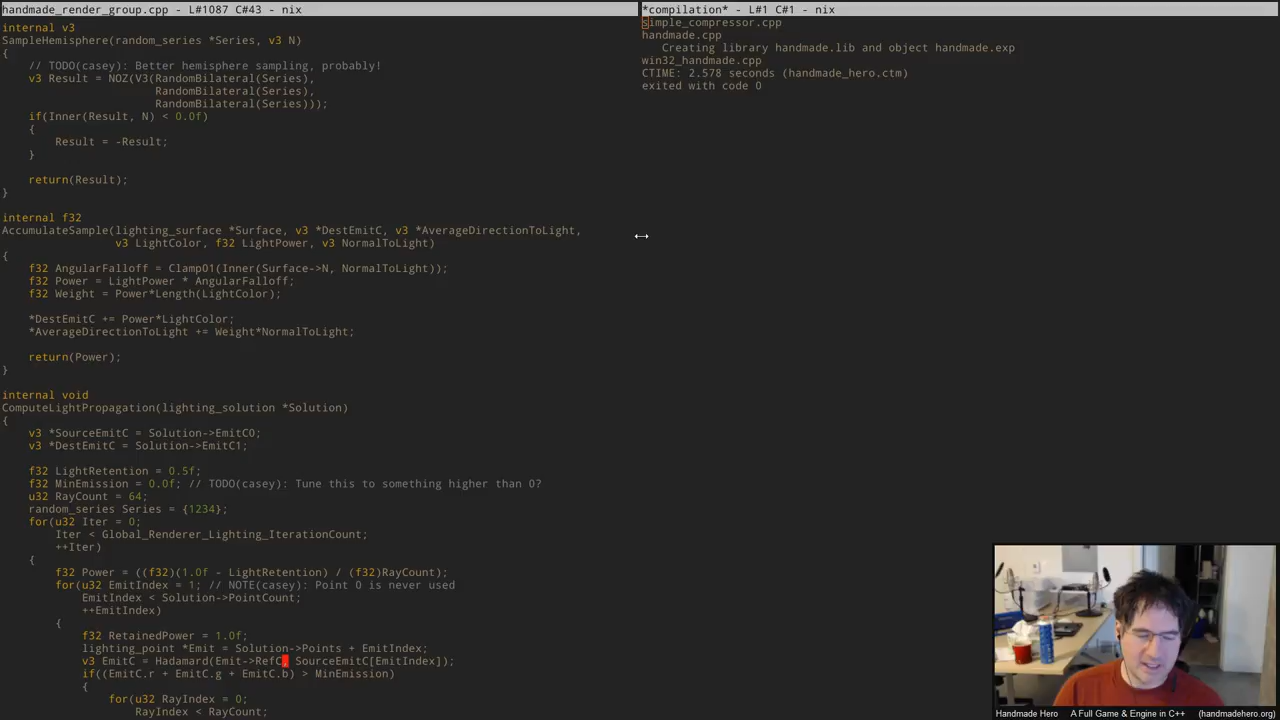 handmade_render_group.cpp - L#1087 C#43 - nix
internal v3
SampleHemisphere(random_series *Series, v3 N)
{
// TODO(casey): Better hemisphere sampling, probably!
v3 Result = NOZ(V3(RandomBilateral(Series),
RandomBilateral(Series),
RandomBilateral(Series)));
if(Inner(Result, N) < 0.0f)
{
Result = -Result;
}
return(Result);
}
internal f32
AccumulateSample(lighting_surface *Surface, v3 *DestEmitC, v3 *AverageDirectionToLight,
v3 LightColor, f32 LightPower, v3 NormalToLight)
{
f32 AngularFalloff = Clamp01(Inner(Surface->N, NormalToLight));
f32 Power = LightPower * AngularFalloff;
f32 Weight = Power*Length(LightColor);
*DestEmitC += Power*LightColor;
*AverageDirectionToLight += Weight*NormalToLight;
return(Power);
}
internal void
ComputeLightPropagation(lighting_solution *Solution)
{
v3 *SourceEmitC = Solution->EmitC0;
v3 *DestEmitC = Solution->EmitC1;
f32 LightRetention = 0.5f;
f32 MinEmission = 0.0f; // TODO(casey): Tune this to something higher than 0?
u32 RayCount = 64;
random_series Series = {1234};
for(u32 Iter = 0;
Iter < Global_Renderer_Lighting_IterationCount;
++Iter)
{
f32 Power = ((f32)(1.0f - LightRetention) / (f32)RayCount);
for(u32 EmitIndex = 1; // NOTE(casey): Point 0 is never used
EmitIndex < Solution->PointCount;
++EmitIndex)
{
f32 RetainedPower = 1.0f;
lighting_point *Emit = Solution->Points + EmitIndex;
v3 EmitC = Hadamard(Emit->RefC, SourceEmitC[EmitIndex]);
if((EmitC.r + EmitC.g + EmitC.b) > MinEmission)
{
for(u32 RayIndex = 0;
RayIndex < RayCount;
*compilation* - L#1 C#1 - nix
simple_compressor.cpp
handmade.cpp
Creating library handmade.lib and object handmade.exp
win32_handmade.cpp
CTIME: 2.578 seconds (handmade_hero.ctm)
exited with code 0
Handmade Hero A Full Game & Engine in C++ (handmadehero.org)